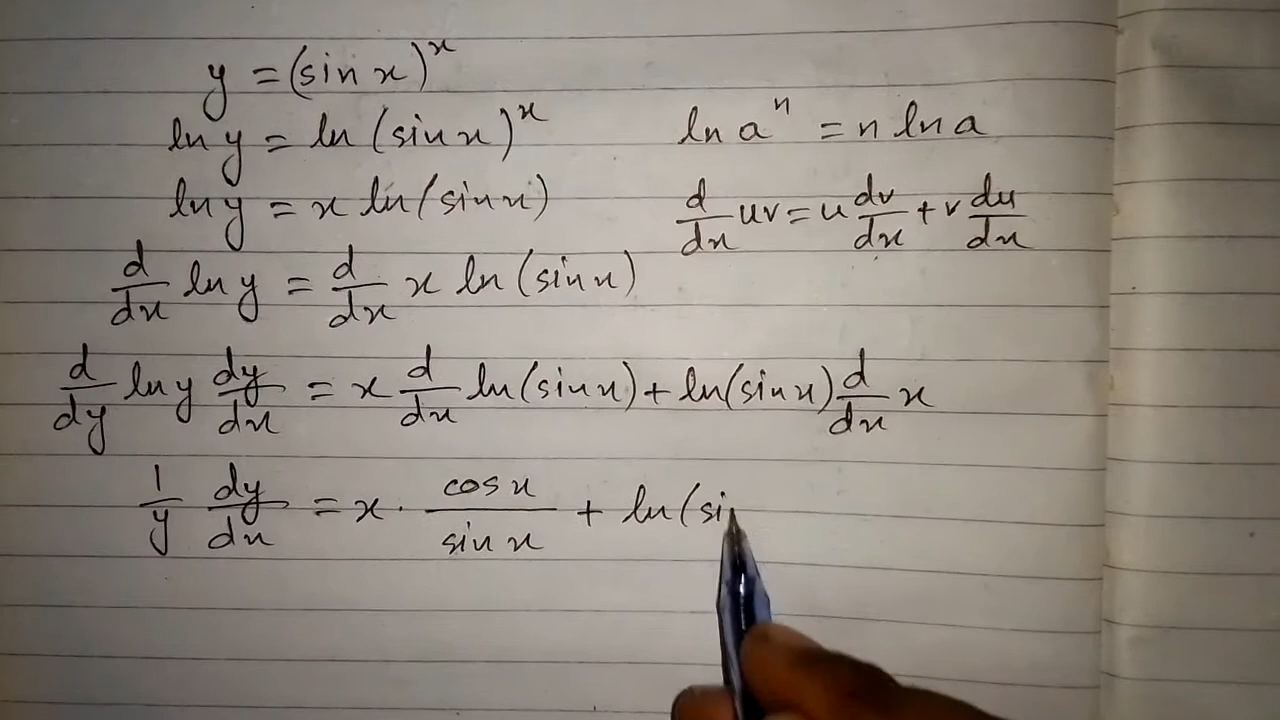 y = (sin x)^x
ln y = ln (sin x)^x
ln a^n = n ln a
ln y = x ln(sin x)
d/dx uv = u dv/dx + v du/dx
d/dx ln y = d/dx x ln (sin x)
d/dy ln y dy/dx = x d/dx ln(sin x) + ln(sin x) d/dx x
1/y dy/dx = x · cos x/sin x + ln(si